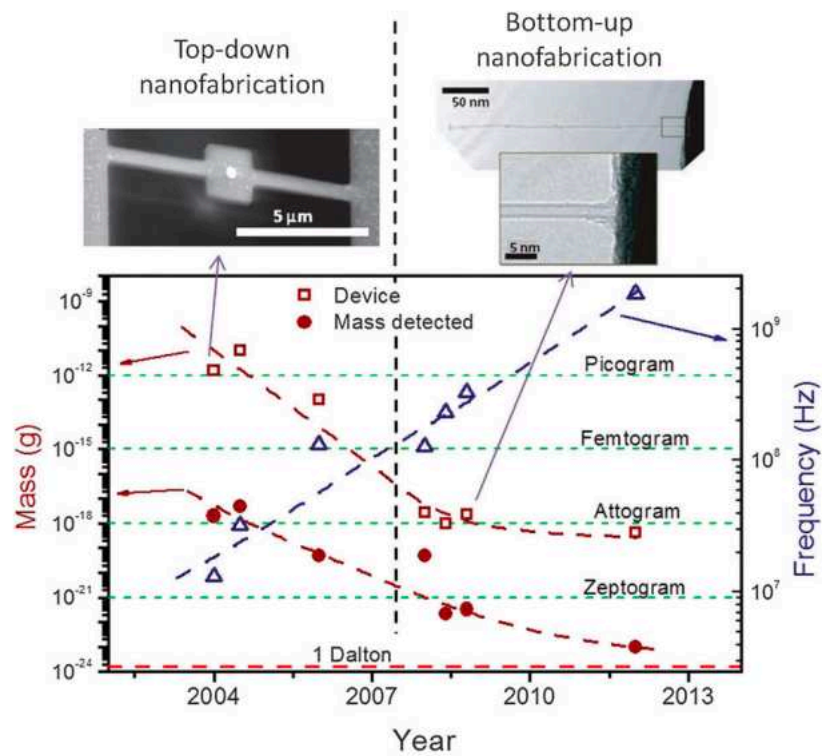 Top-down
nanofabrication
Bottom-up
nanofabrication
50 nm
5 μm
5 nm
Device
Mass detected
10⁻⁹
10⁻¹²
10⁻¹⁵
10⁻¹⁸
10⁻²¹
10⁻²⁴
Mass (g)
Picogram
Femtogram
Attogram
Zeptogram
1 Dalton
10⁹
10⁸
10⁷
Frequency (Hz)
2004
2007
2010
2013
Year